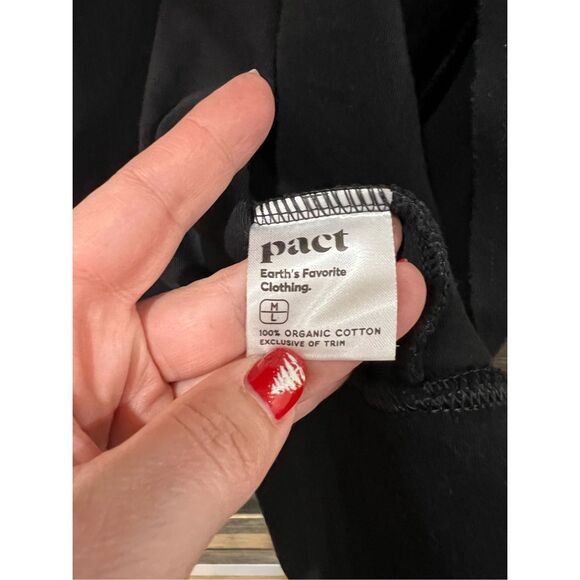 pact
Earth's Favorite
Clothing.
M
L
100% ORGANIC COTTON
EXCLUSIVE OF TRIM